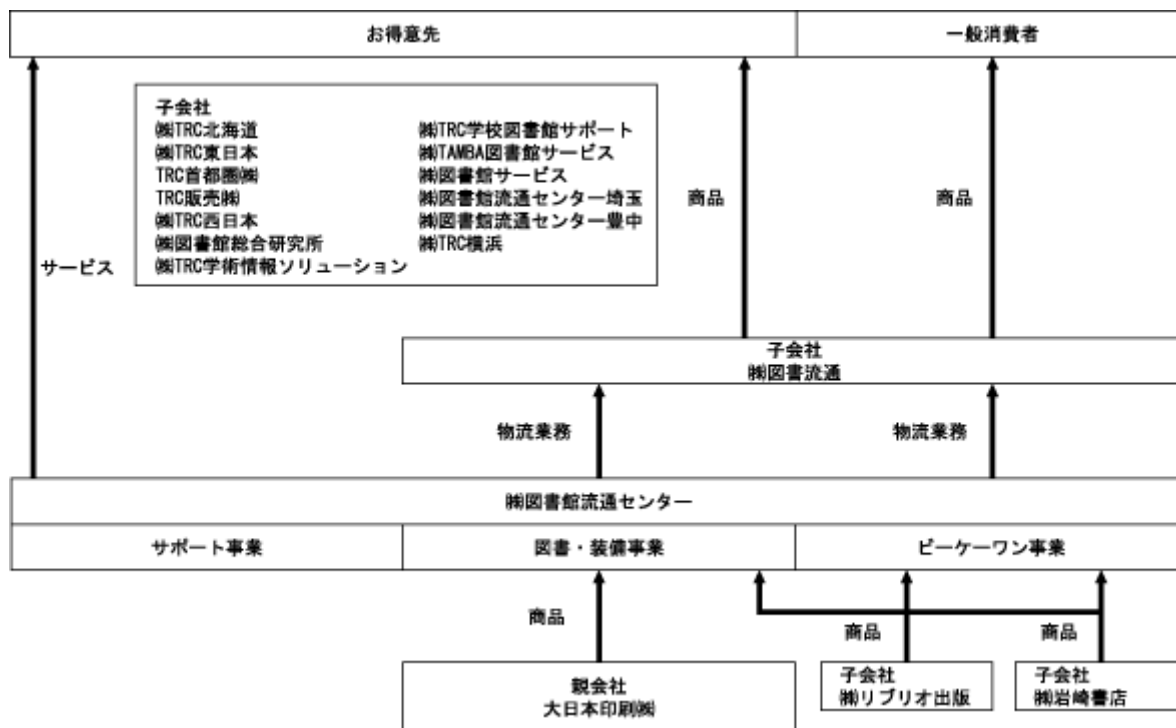 お得意先
一般消費者
子会社
㈱TRC北海道
㈱TRC東日本
TRC首都圏㈱
TRC販売㈱
㈱TRC西日本
㈱図書館総合研究所
㈱TRC学術情報ソリューション
㈱TRC学校図書館サポート
㈱TAMBA図書館サービス
㈱図書館サービス
㈱図書館流通センター埼玉
㈱図書館流通センター豊中
㈱TRC横浜
商品
商品
サービス
子会社
㈱図書流通
物流業務
物流業務
㈱図書館流通センター
サポート事業
図書・装備事業
ビーケーワン事業
商品
商品
商品
親会社
大日本印刷㈱
子会社
㈱リブリオ出版
子会社
㈱岩崎書店